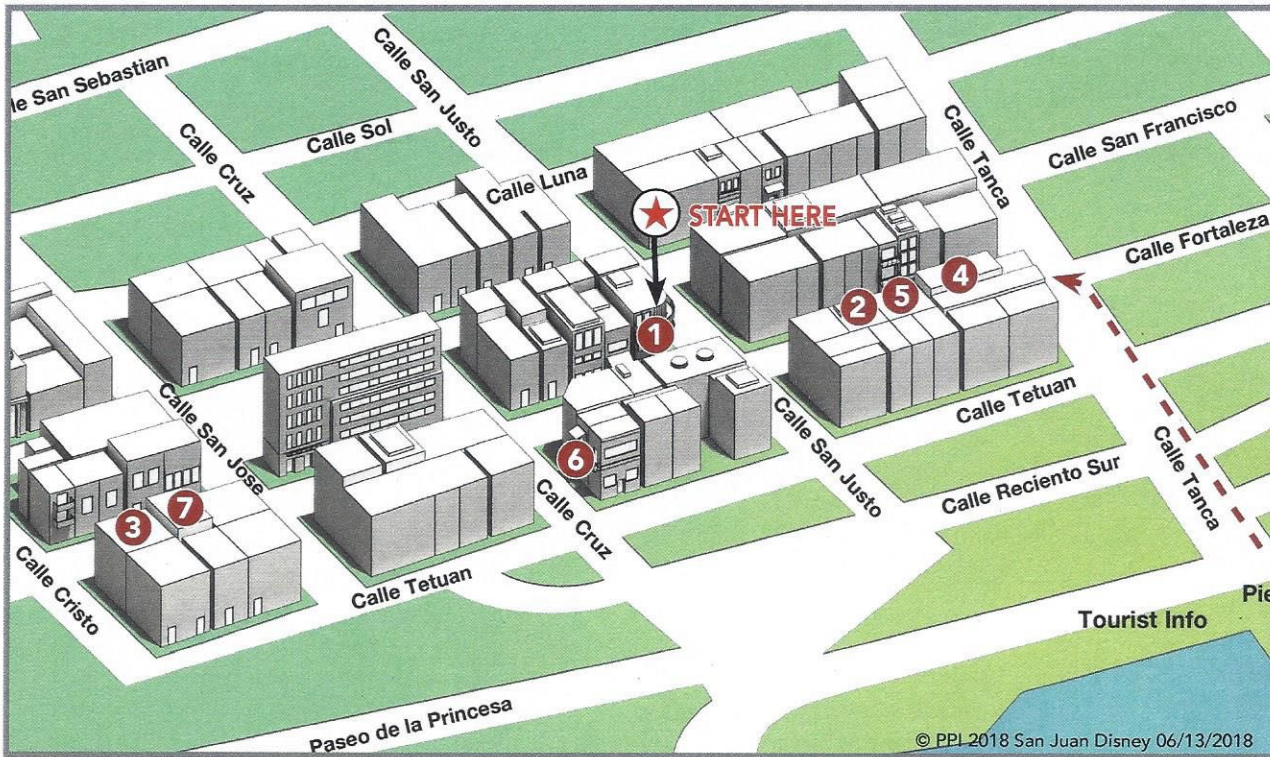 le San Sebastian
Calle San Justo
Calle Sol
Calle Cruz
Calle Luna
START HERE
Calle Tanca
Calle San Francisco
Calle Fortaleza
1
2
5
4
Calle Tetuan
Calle San Jose
6
Calle San Justo
Calle Reciento Sur
Calle Tanca
3
7
Calle Cruz
Calle Cristo
Calle Tetuan
Pie
Tourist Info
Paseo de la Princesa
© PPI 2018 San Juan Disney 06/13/2018